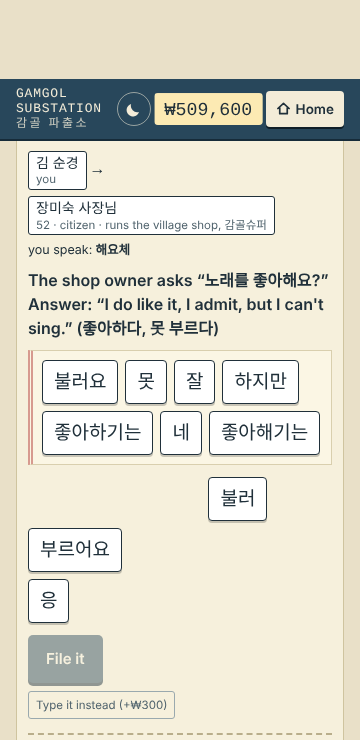 GAMGOL
SUBSTATION
감골 파출소
₩509,600
Home
김 순경
you
→
장미숙 사장님
52 · citizen · runs the village shop, 감골슈퍼
you speak: 해요체
The shop owner asks “노래를 좋아해요?”
Answer: “I do like it, I admit, but I can't
sing.” (좋아하다, 못 부르다)
불러요 못 잘 하지만
좋아하기는 네 좋아해기는
불러
부르어요
응
File it
Type it instead (+₩300)